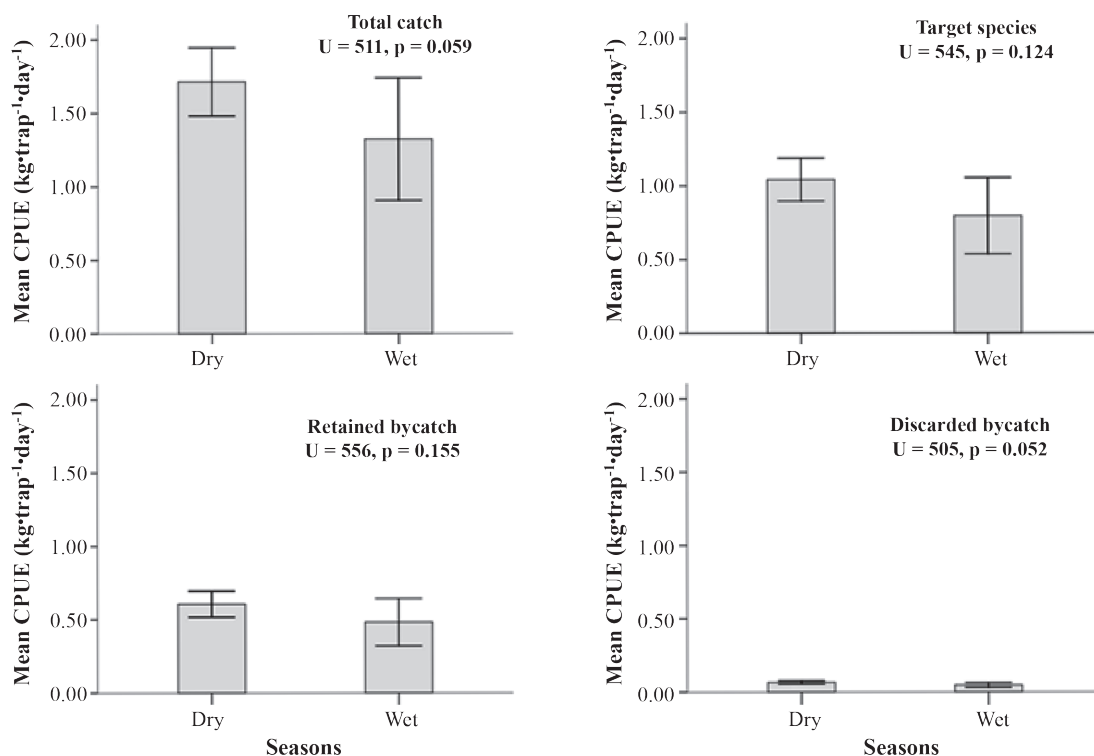 Total catch
U = 511, p = 0.059
Mean CPUE (kg·trap⁻¹·day⁻¹)
2.00
1.50
1.00
0.50
0.00
Dry Wet
Target species
U = 545, p = 0.124
Mean CPUE (kg·trap⁻¹·day⁻¹)
2.00
1.50
1.00
0.50
0.00
Dry Wet
Retained bycatch
U = 556, p = 0.155
Mean CPUE (kg·trap⁻¹·day⁻¹)
2.00
1.50
1.00
0.50
0.00
Dry Wet
Seasons
Discarded bycatch
U = 505, p = 0.052
Mean CPUE (kg·trap⁻¹·day⁻¹)
2.00
1.50
1.00
0.50
0.00
Dry Wet
Seasons